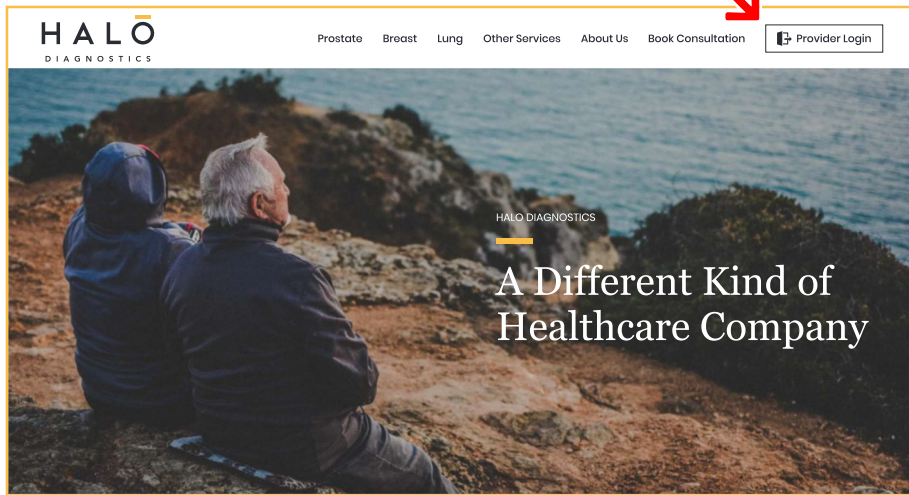 HALŌ
DIAGNOSTICS
Prostate Breast Lung Other Services About Us Book Consultation Provider Login
HALO DIAGNOSTICS
A Different Kind of
Healthcare Company